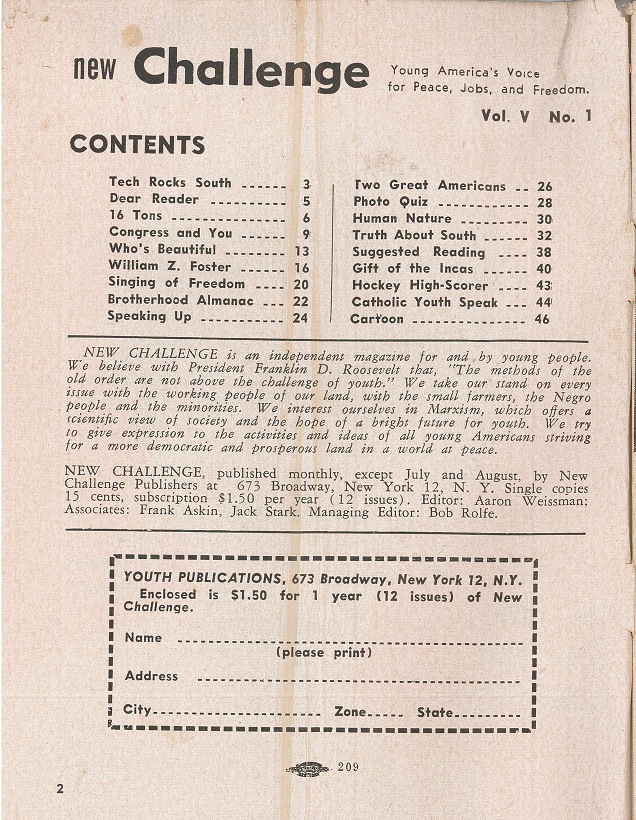 new Challenge
Young America's Voice
for Peace, Jobs, and Freedom.
Vol. V No. 1
CONTENTS
Tech Rocks South ------ 3
Dear Reader ---------- 5
16 Tons --------------- 6
Congress and You ---- 9
Who's Beautiful ------- 13
William Z. Foster ------ 16
Singing of Freedom ---- 20
Brotherhood Almanac --- 22
Speaking Up ----------- 24
Two Great Americans -- 26
Photo Quiz ------------ 28
Human Nature --------- 30
Truth About South ------ 32
Suggested Reading ---- 38
Gift of the Incas ------ 40
Hockey High-Scorer ---- 43
Catholic Youth Speak --- 44
Cartoon --------------- 46
NEW CHALLENGE is an independent magazine for and by young people.
We believe with President Franklin D. Roosevelt that, "The methods of the
old order are not above the challenge of youth." We take our stand on every
issue with the working people of our land, with the small farmers, the Negro
people and the minorities. We interest ourselves in Marxism, which offers a
scientific view of society and the hope of a bright future for youth. We try
to give expression to the activities and ideas of all young Americans striving
for a more democratic and prosperous land in a world at peace.
NEW CHALLENGE, published monthly, except July and August, by New
Challenge Publishers at 673 Broadway, New York 12, N. Y. Single copies
15 cents, subscription $1.50 per year (12 issues). Editor: Aaron Weissman;
Associates: Frank Askin, Jack Stark. Managing Editor: Bob Rolfe.
YOUTH PUBLICATIONS, 673 Broadway, New York 12, N.Y.
Enclosed is $1.50 for 1 year (12 issues) of New
Challenge.
Name
(please print)
Address
City Zone State
209
2